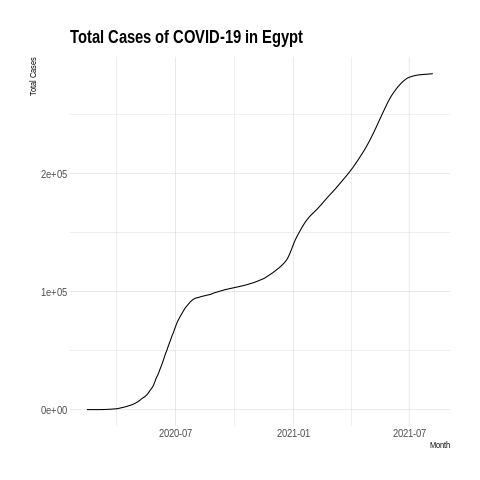 Total Cases of COVID-19 in Egypt
Total Cases
2e+05
1e+05
0e+00
2020-07 2021-01 2021-07
Month